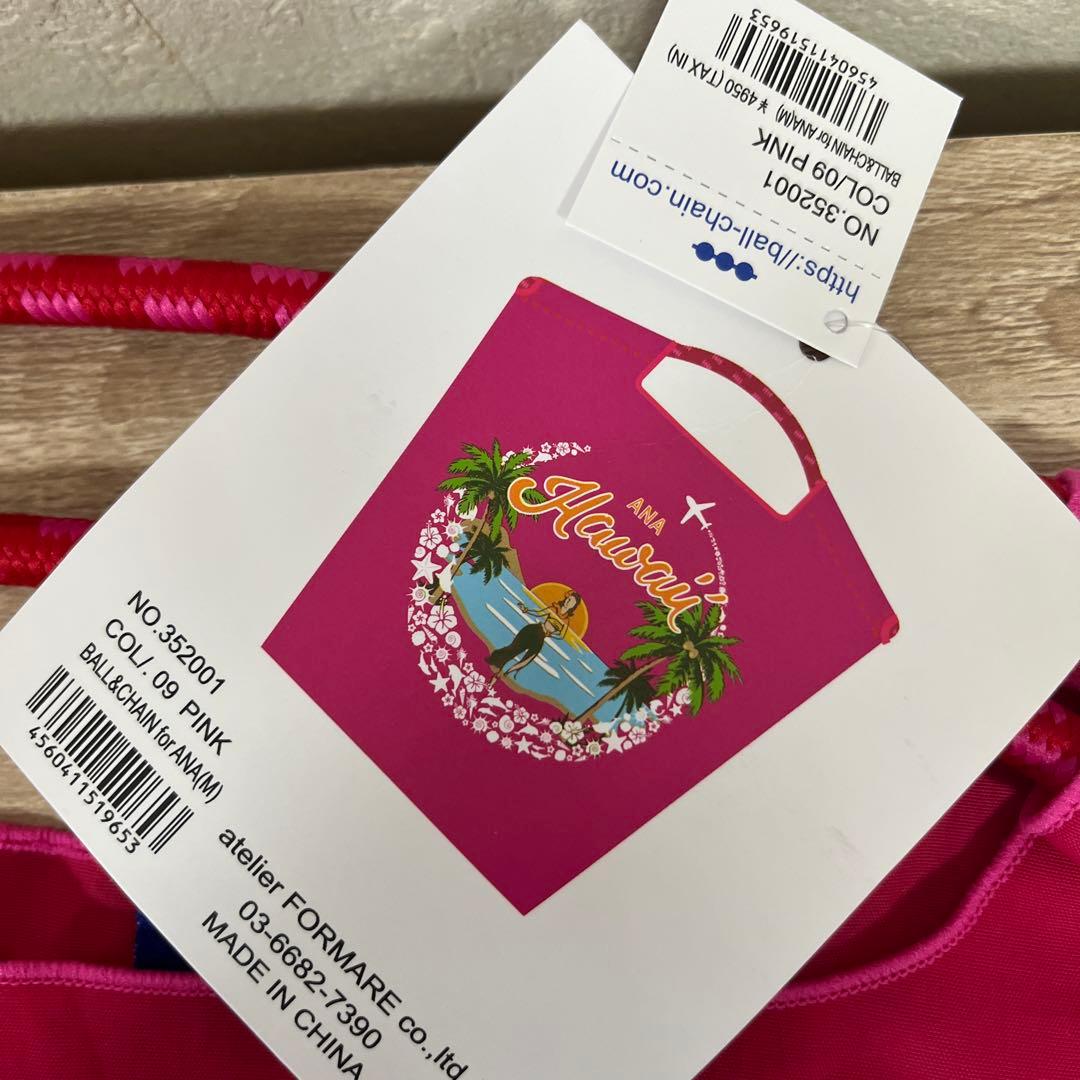 https://ball-chain.com
NO.352001
COL/09 PINK
BALL&CHAIN for ANA(M)
¥ 4950 (TAX IN)
4560411519653
ANA
Hawai'i
NO.352001
COL/. 09 PINK
BALL&CHAIN for ANA(M)
4560411519653
atelier FORMARE co.,ltd
03-6682-7390
MADE IN CHINA